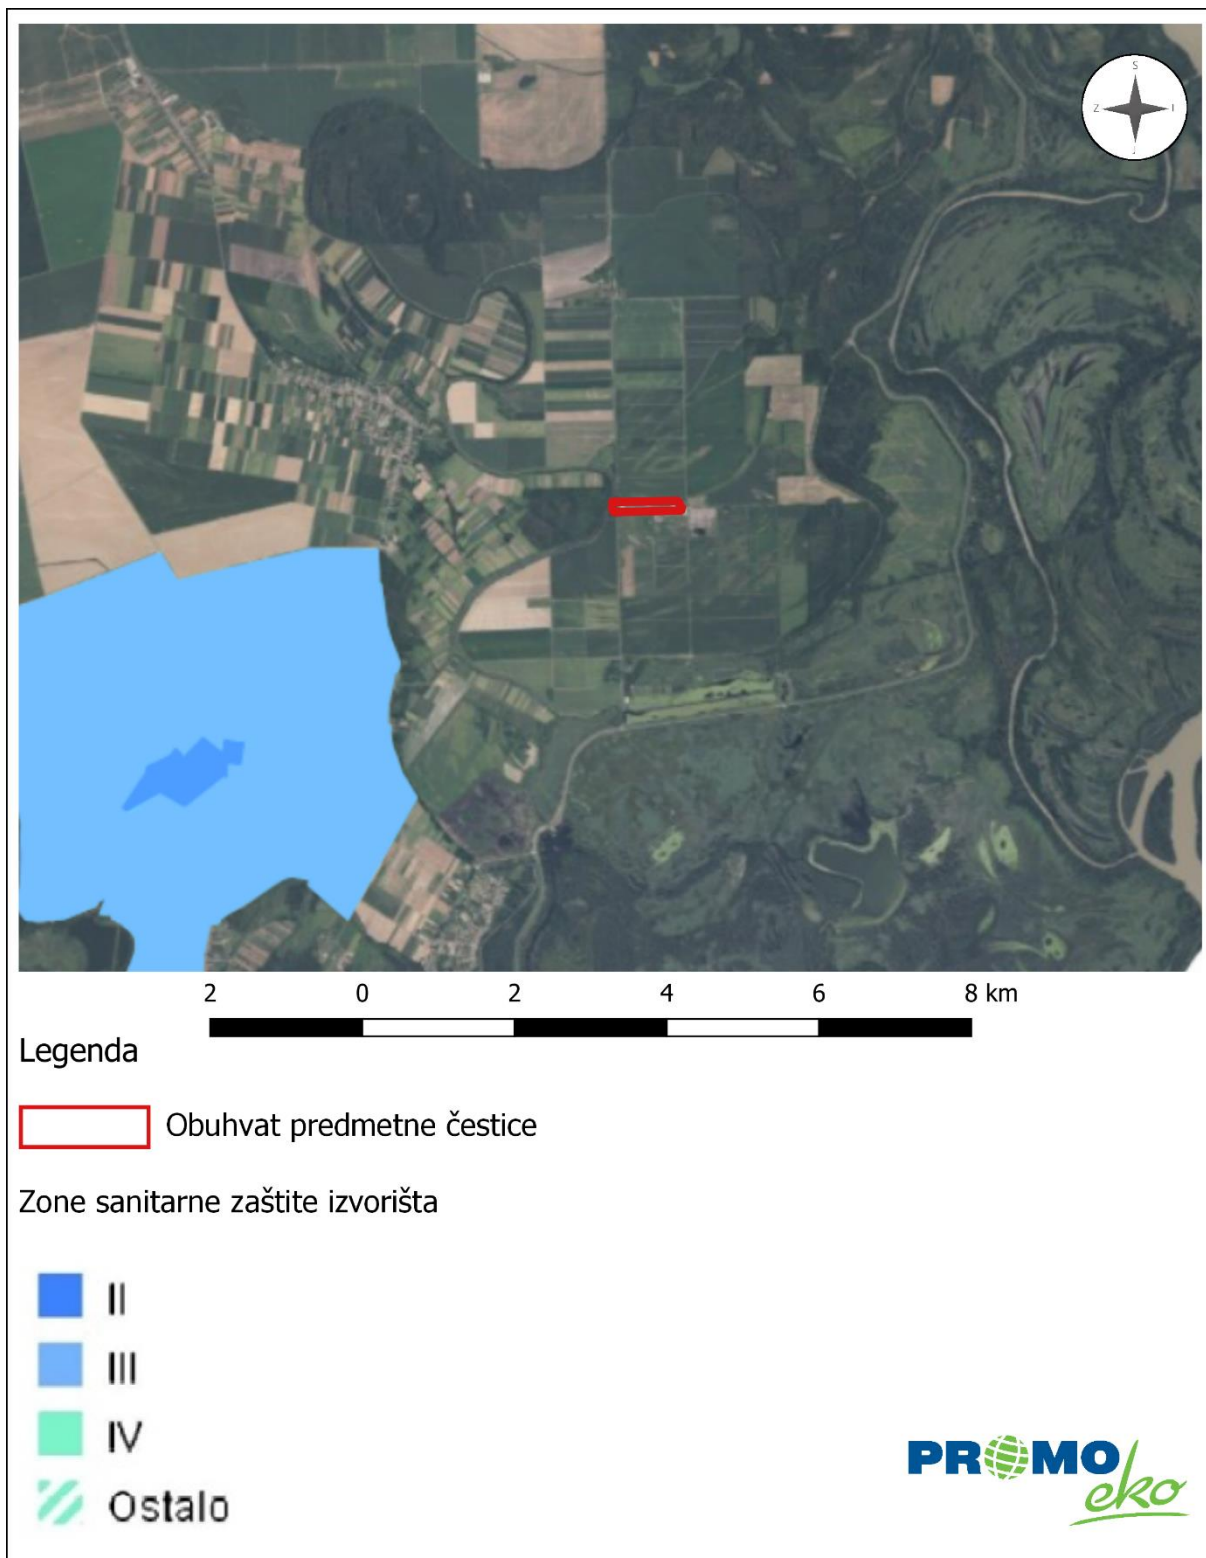 S
Z I
J
2 0 2 4 6 8 km
Legenda
Obuhvat predmetne čestice
Zone sanitarne zaštite izvorišta
II
III
IV
Ostalo
PROMO
eko